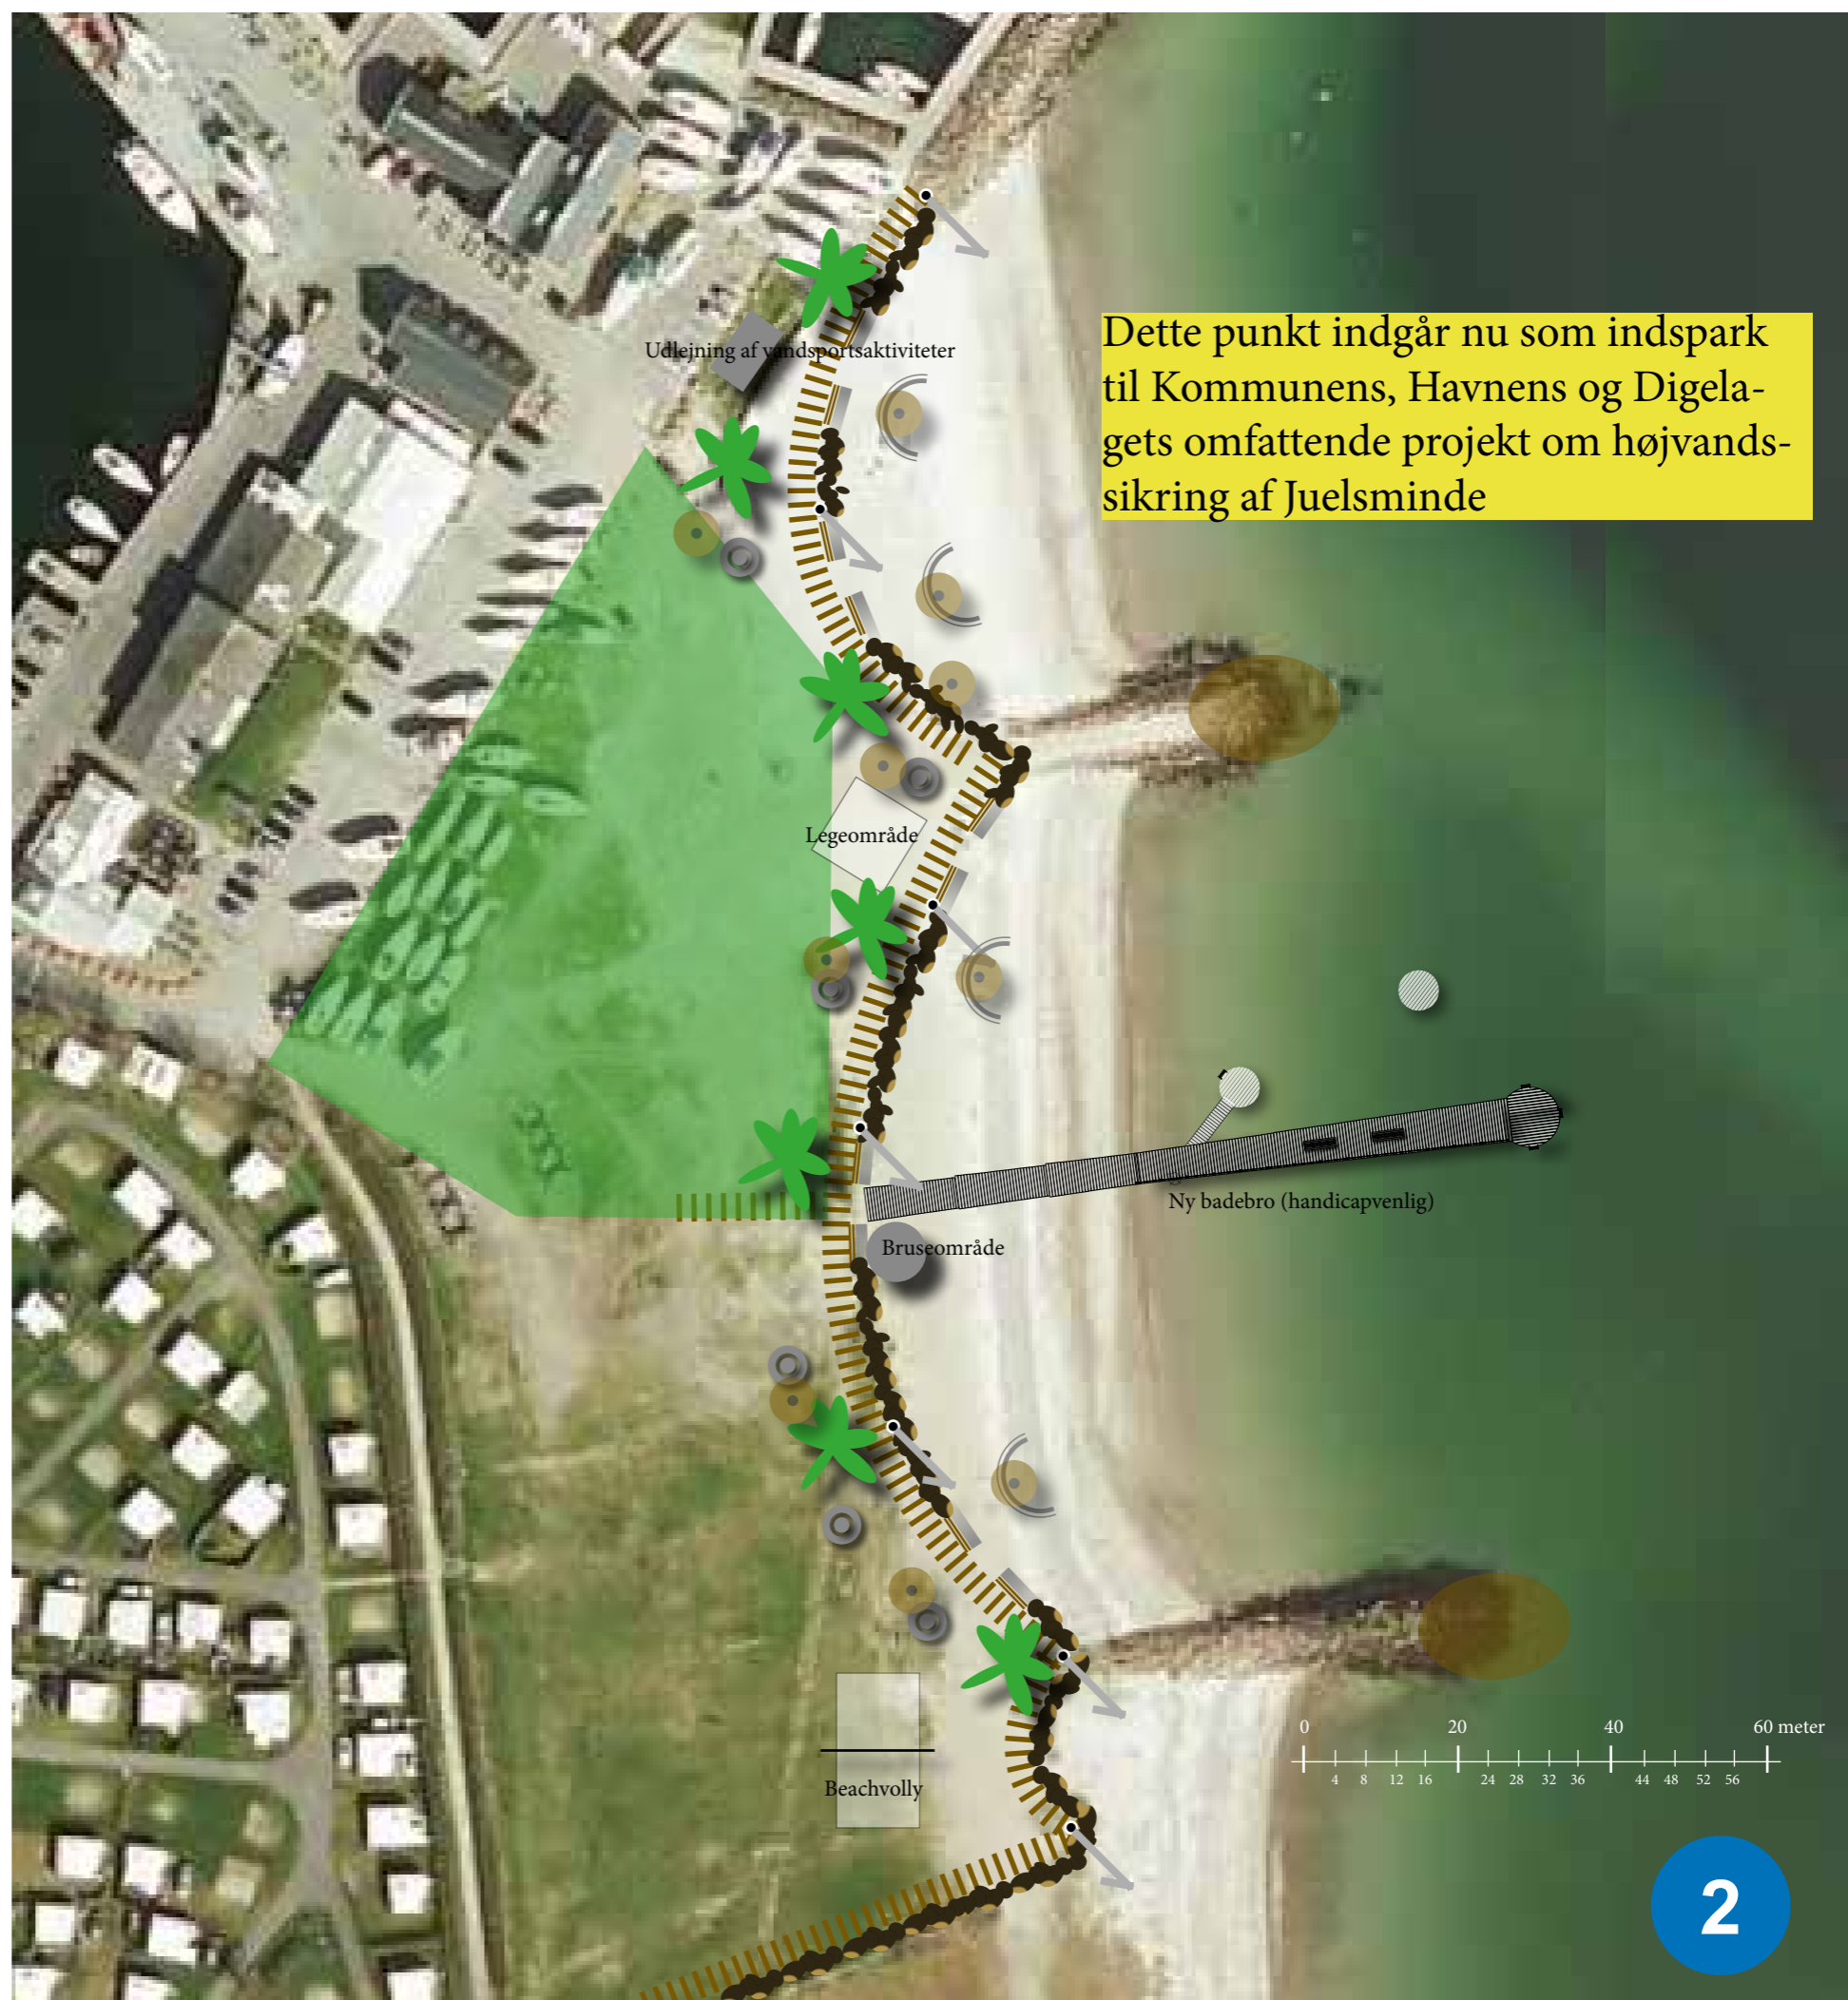 Dette punkt indgår nu som indspark
til Kommunens, Havnens og Digela-
gets omfattende projekt om højvands-
sikring af Juelsminde
Udlejning af vandsportsaktiviteter
Legeområde
Ny badebro (handicapvenlig)
Bruseområde
Beachvolly
0 20 40 60 meter
4 8 12 16 24 28 32 36 44 48 52 56
2